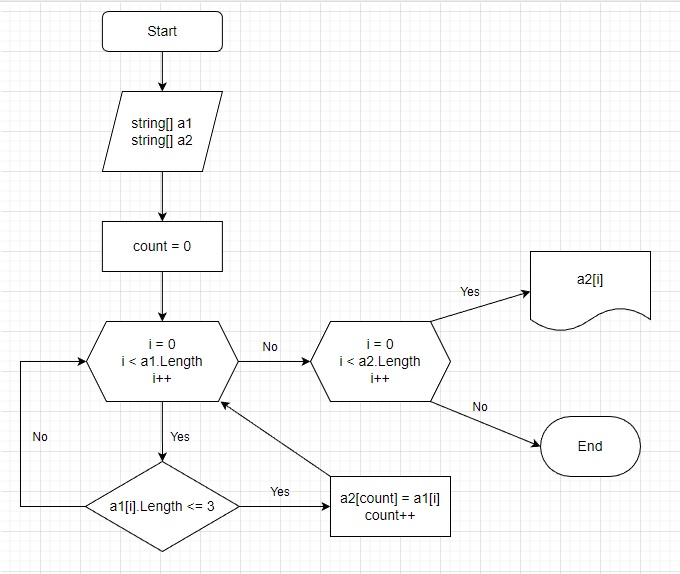 Start
string[] a1
string[] a2
count = 0
i = 0
i < a1.Length
i++
No
i = 0
i < a2.Length
i++
Yes
a2[i]
No
End
No
Yes
a1[i].Length <= 3
Yes
a2[count] = a1[i]
count++